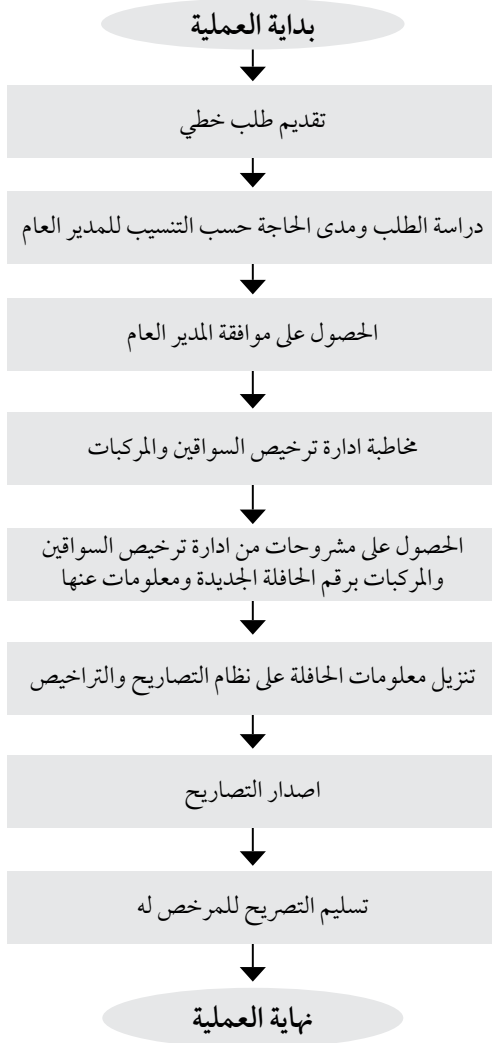 بداية العملية
تقديم طلب خطي
دراسة الطلب ومدى الحاجة حسب التنسيب للمدير العام
الحصول على موافقة المدير العام
مخاطبة ادارة ترخيص السواقين والمركبات
الحصول على مشروحات من ادارة ترخيص السواقين
والمركبات برقم الحافلة الجديدة ومعلومات عنها
تنزيل معلومات الحافلة على نظام التصاريح والتراخيص
اصدار التصاريح
تسليم التصريح للمرخص له
نهاية العملية